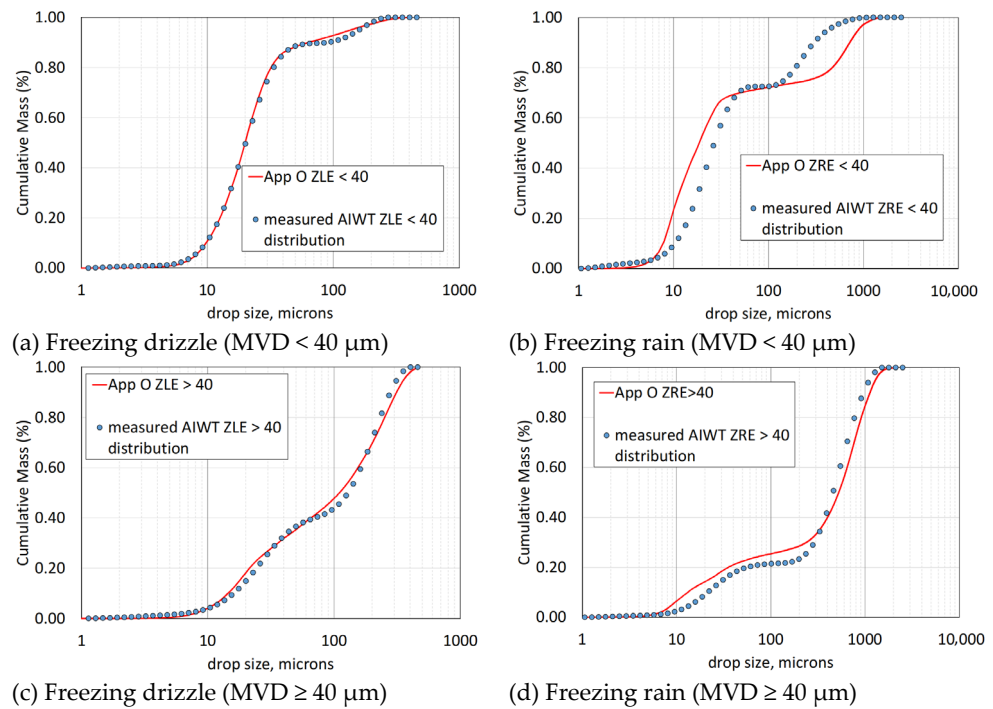 1.00
0.80
0.60
0.40
0.20
0.00
Cumulative Mass (%)
App O ZLE < 40
measured AIWT ZLE < 40
distribution
1
10
100
1000
drop size, microns
(a) Freezing drizzle (MVD < 40 μm)
1.00
0.80
0.60
0.40
0.20
0.00
Cumulative Mass (%)
App O ZRE < 40
measured AIWT ZRE < 40
distribution
1
10
100
1000
10,000
drop size, microns
(b) Freezing rain (MVD < 40 μm)
1.00
0.80
0.60
0.40
0.20
0.00
Cumulative Mass (%)
App O ZLE > 40
measured AIWT ZLE > 40
distribution
1
10
100
1000
drop size, microns
(c) Freezing drizzle (MVD ≥ 40 μm)
1.00
0.80
0.60
0.40
0.20
0.00
Cumulative Mass (%)
App O ZRE>40
measured AIWT ZRE > 40
distribution
1
10
100
1000
10,000
drop size, microns
(d) Freezing rain (MVD ≥ 40 μm)